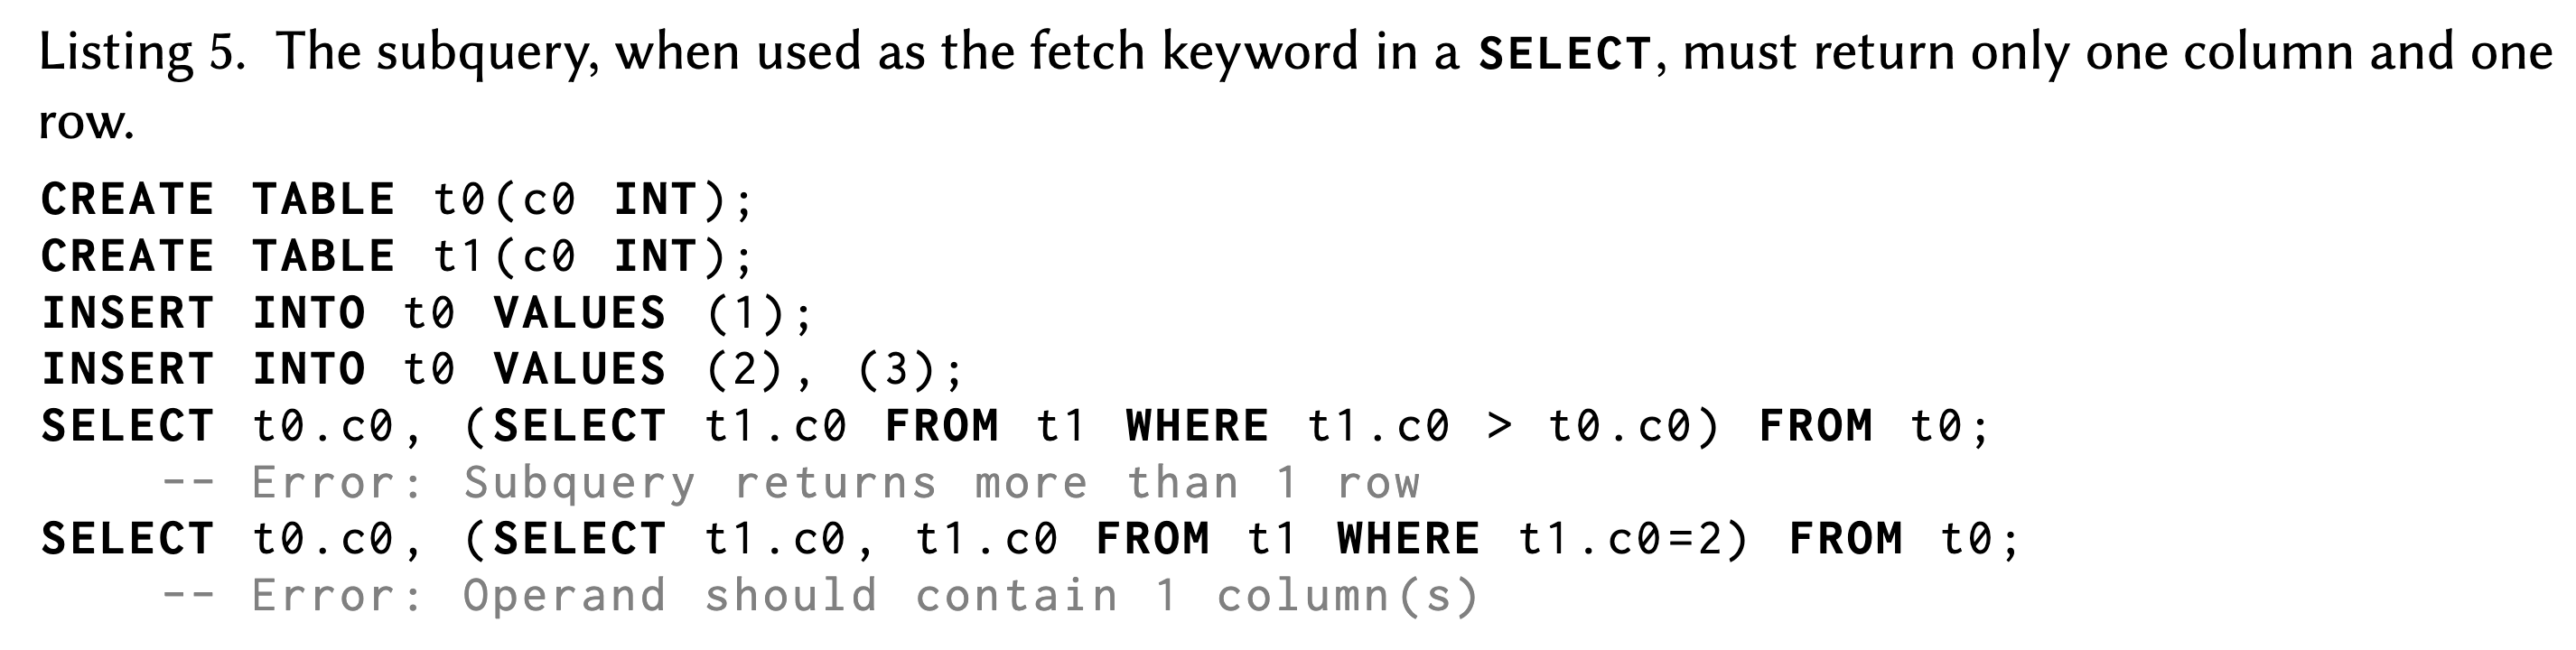 Listing 5. The subquery, when used as the fetch keyword in a SELECT, must return only one column and one
row.
CREATE TABLE t0(c0 INT);
CREATE TABLE t1(c0 INT);
INSERT INTO t0 VALUES (1);
INSERT INTO t0 VALUES (2), (3);
SELECT t0.c0, (SELECT t1.c0 FROM t1 WHERE t1.c0 > t0.c0) FROM t0;
-- Error: Subquery returns more than 1 row
SELECT t0.c0, (SELECT t1.c0, t1.c0 FROM t1 WHERE t1.c0=2) FROM t0;
-- Error: Operand should contain 1 column(s)